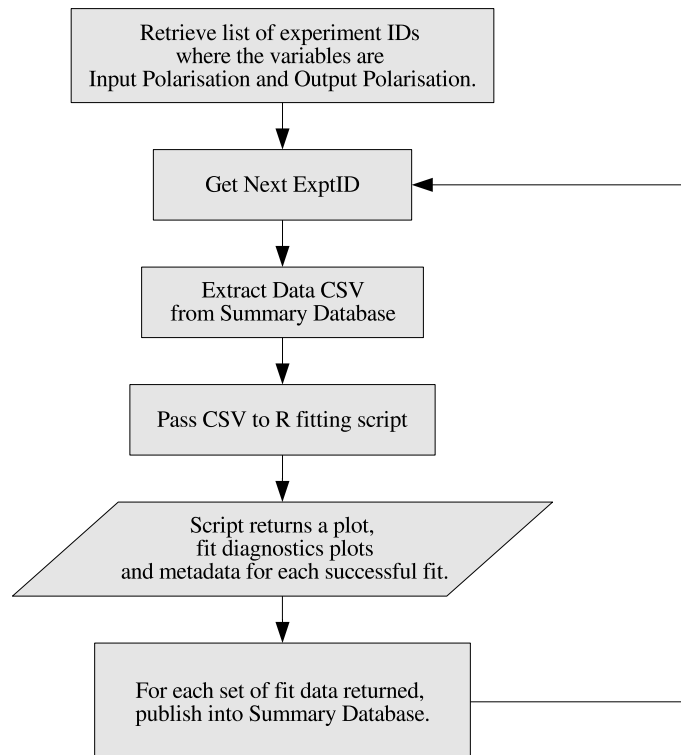 Retrieve list of experiment IDs
where the variables are
Input Polarisation and Output Polarisation.
Get Next ExptID
Extract Data CSV
from Summary Database
Pass CSV to R fitting script
Script returns a plot,
fit diagnostics plots
and metadata for each successful fit.
For each set of fit data returned,
publish into Summary Database.